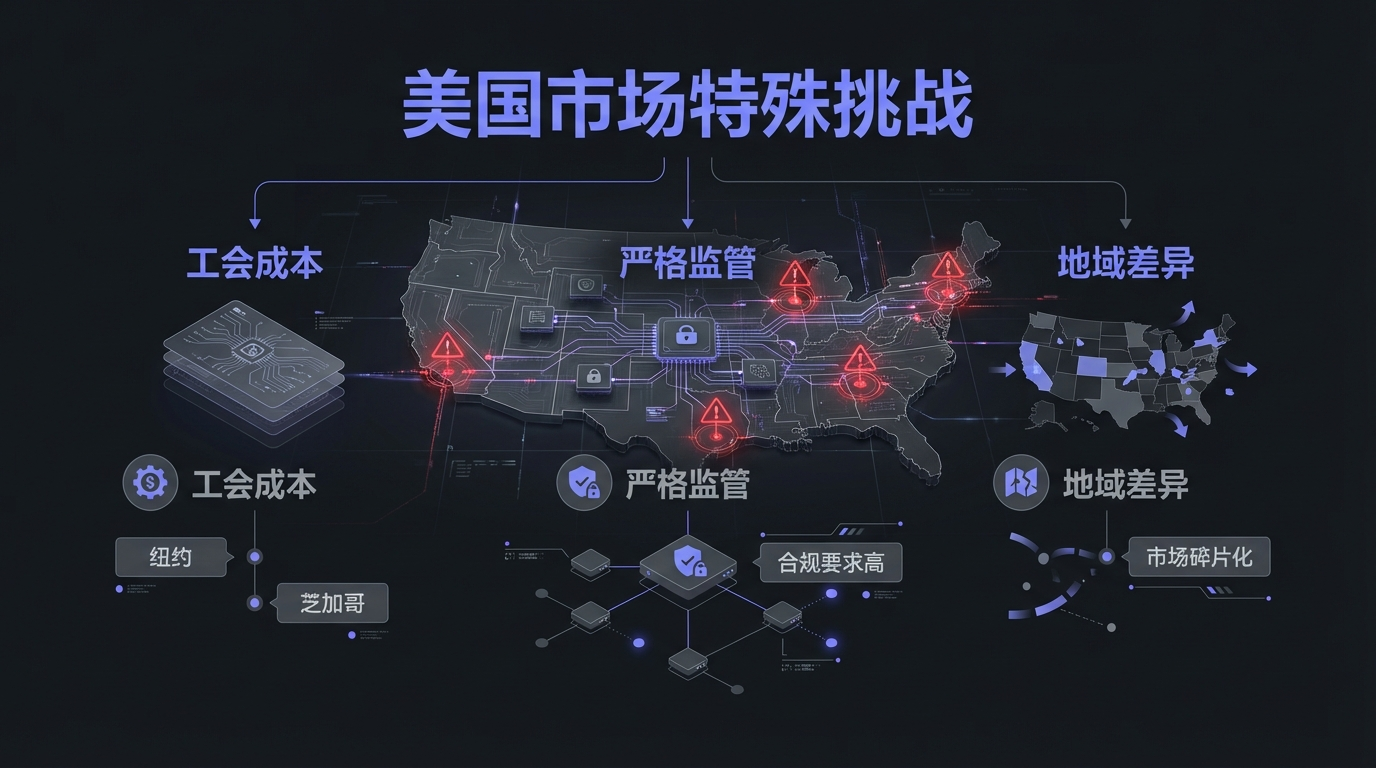 美国市场特殊挑战
工会成本
严格监管
地域差异
工会成本
严格监管
地域差异
纽约
芝加哥
合规要求高
市场碎片化